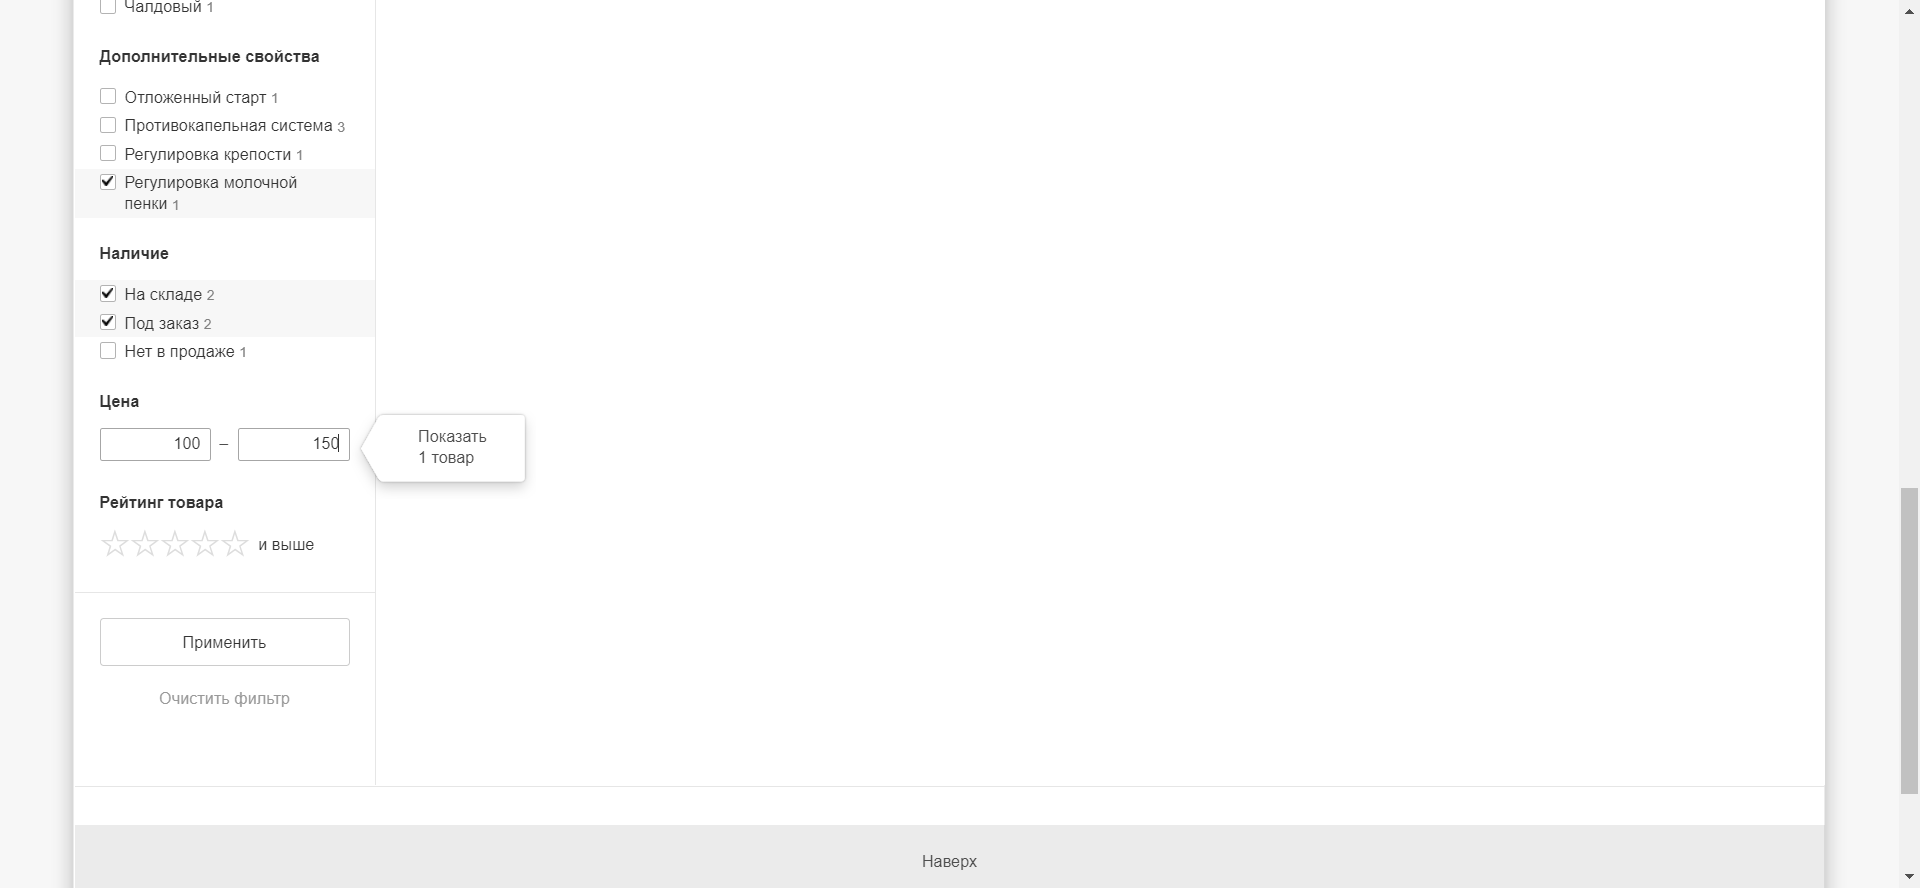 Чалдовый 1
Дополнительные свойства
Отложенный старт 1
Противокапельная система 3
Регулировка крепости 1
Регулировка молочной
пенки 1
Наличие
На складе 2
Под заказ 2
Нет в продаже 1
Цена
100 – 150
Показать
1 товар
Рейтинг товара
и выше
Применить
Очистить фильтр
Наверх